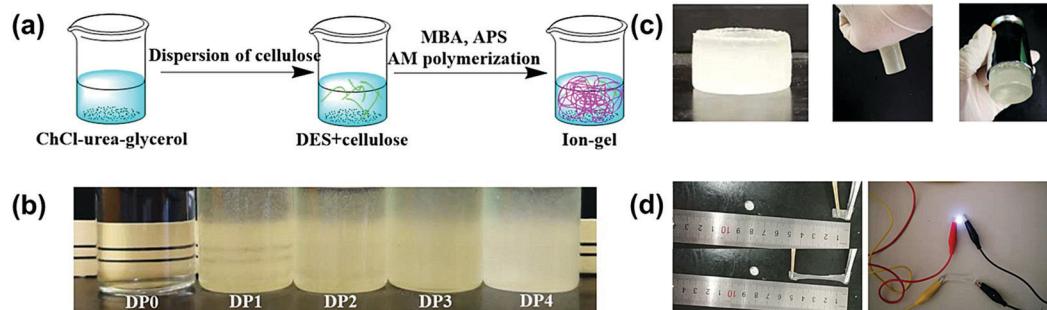 (a)
Dispersion of cellulose
MBA, APS
AM polymerization
ChCl-urea-glycerol
DES+cellulose
Ion-gel
(b)
DP0
DP1
DP2
DP3
DP4
(c)
(d)